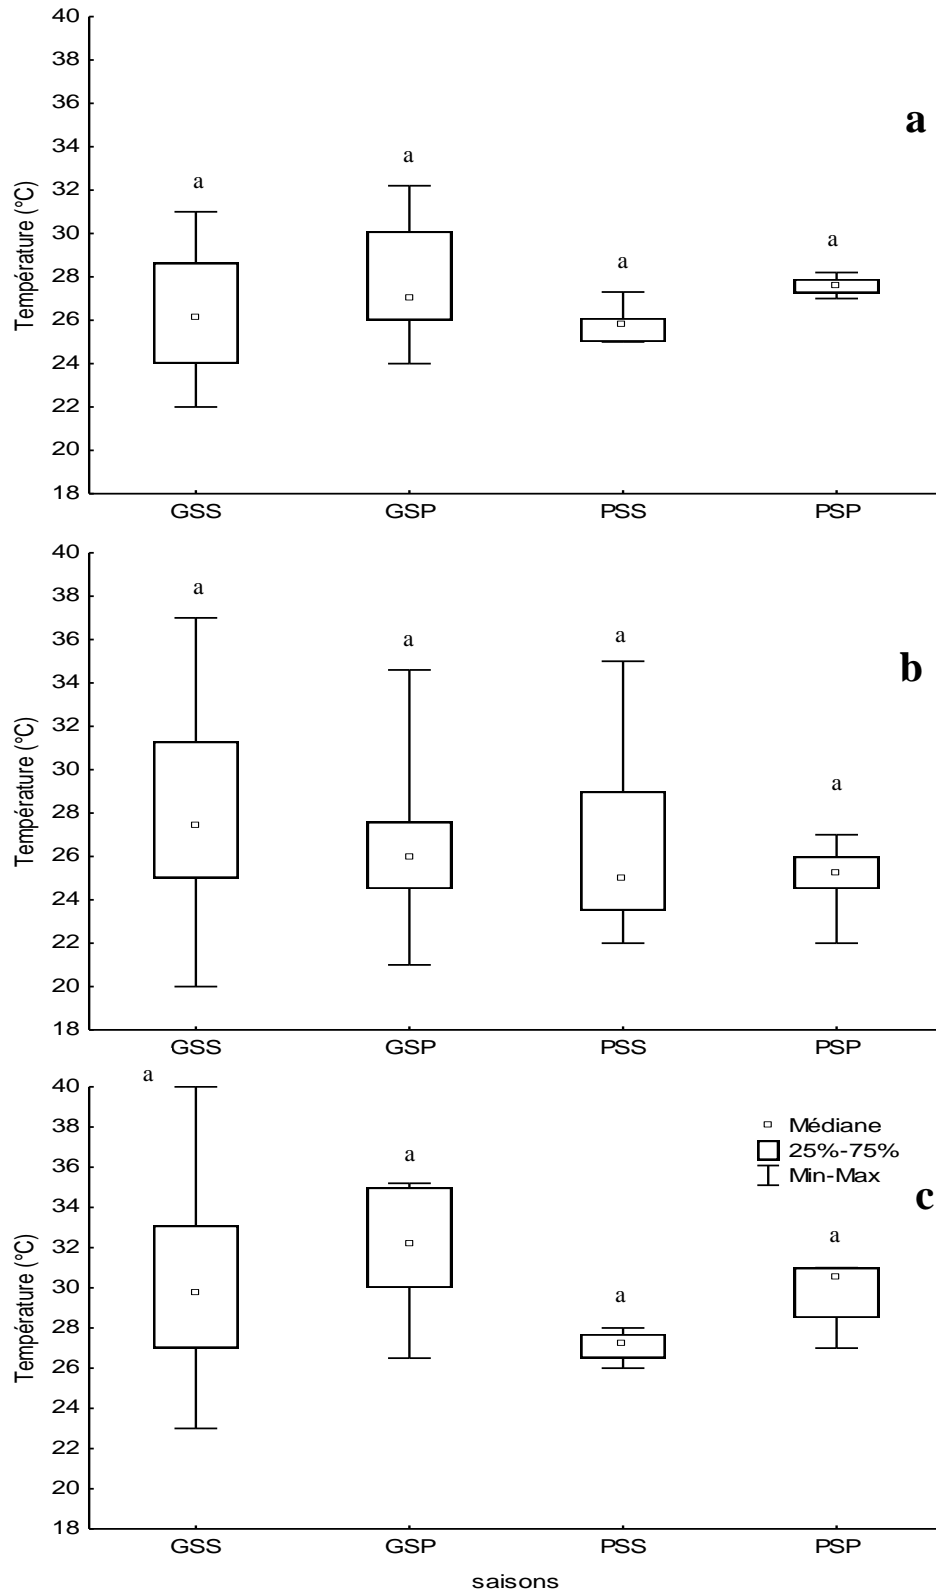 40
38
36
34
32
30
28
26
24
22
20
18
Température (°C)
a
a
a
a
a
GSS GSP PSS PSP
40
38
36
34
32
30
28
26
24
22
20
18
Température (°C)
a
a
a
a
b
GSS GSP PSS PSP
40
38
36
34
32
30
28
26
24
22
20
18
Température (°C)
a
a
a
a
Médiane
25%-75%
Min-Max
c
GSS GSP PSS PSP
saisons